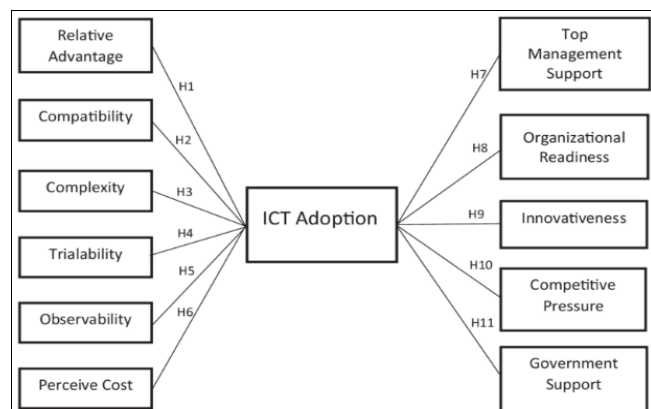 Relative
Advantage
Compatibility
Complexity
Trialability
Observability
Perceive Cost
H1
H2
H3
H4
H5
H6
ICT Adoption
H7
H8
H9
H10
H11
Top
Management
Support
Organizational
Readiness
Innovativeness
Competitive
Pressure
Government
Support